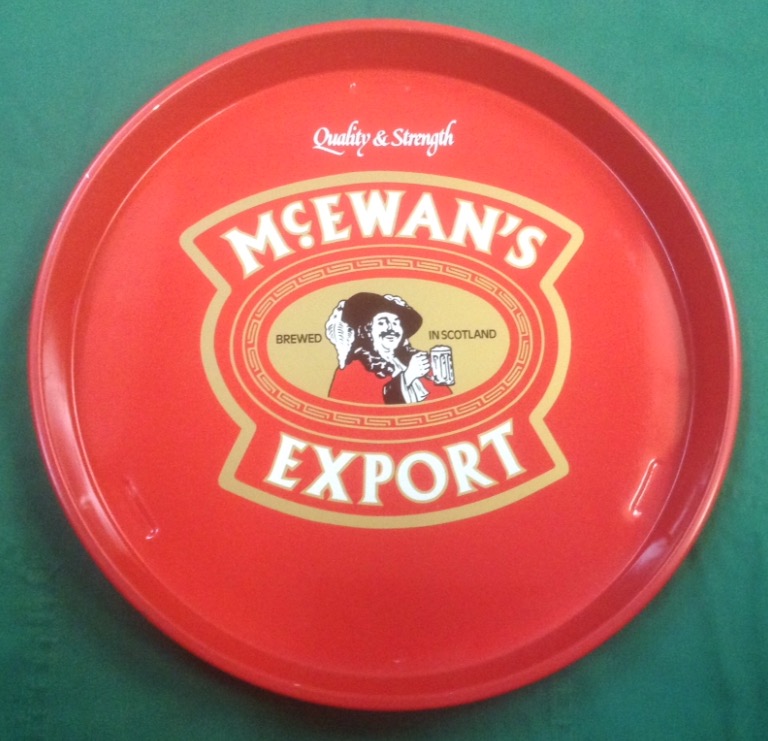 Quality & Strength
McEWAN'S
BREWED IN SCOTLAND
EXPORT